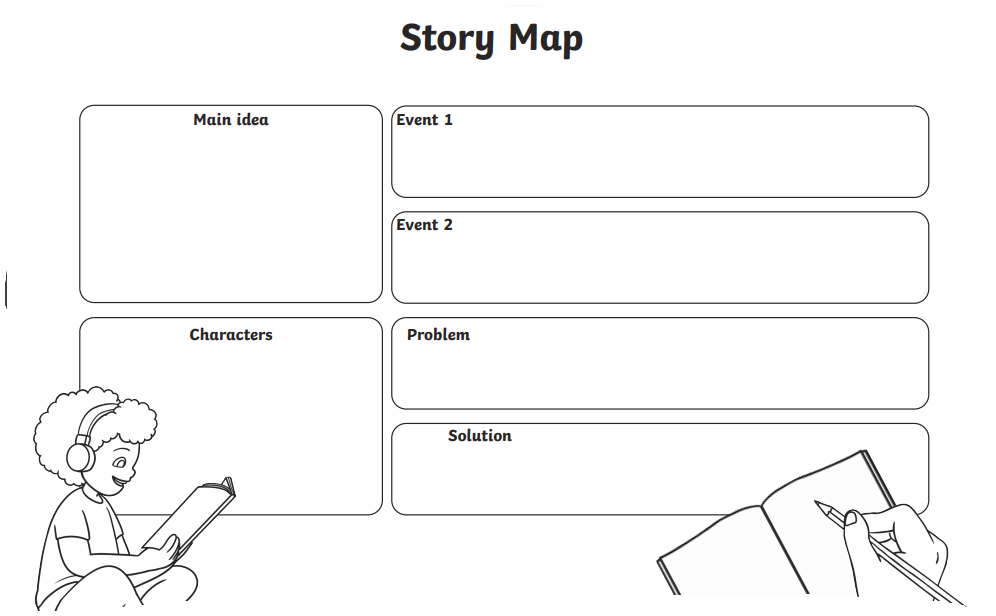 Story Map
Main idea
Event 1
Event 2
Characters
Problem
Solution